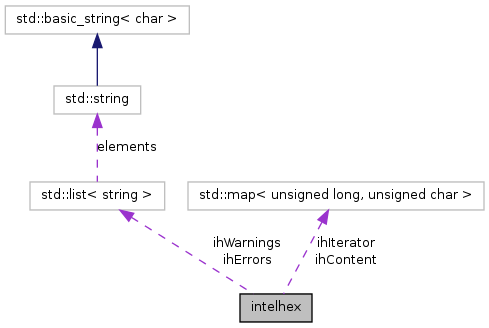 std::basic_string< char >
std::string
elements
std::list< string >
std::map< unsigned long, unsigned char >
ihWarnings
ihErrors
ihIterator
ihContent
intelhex